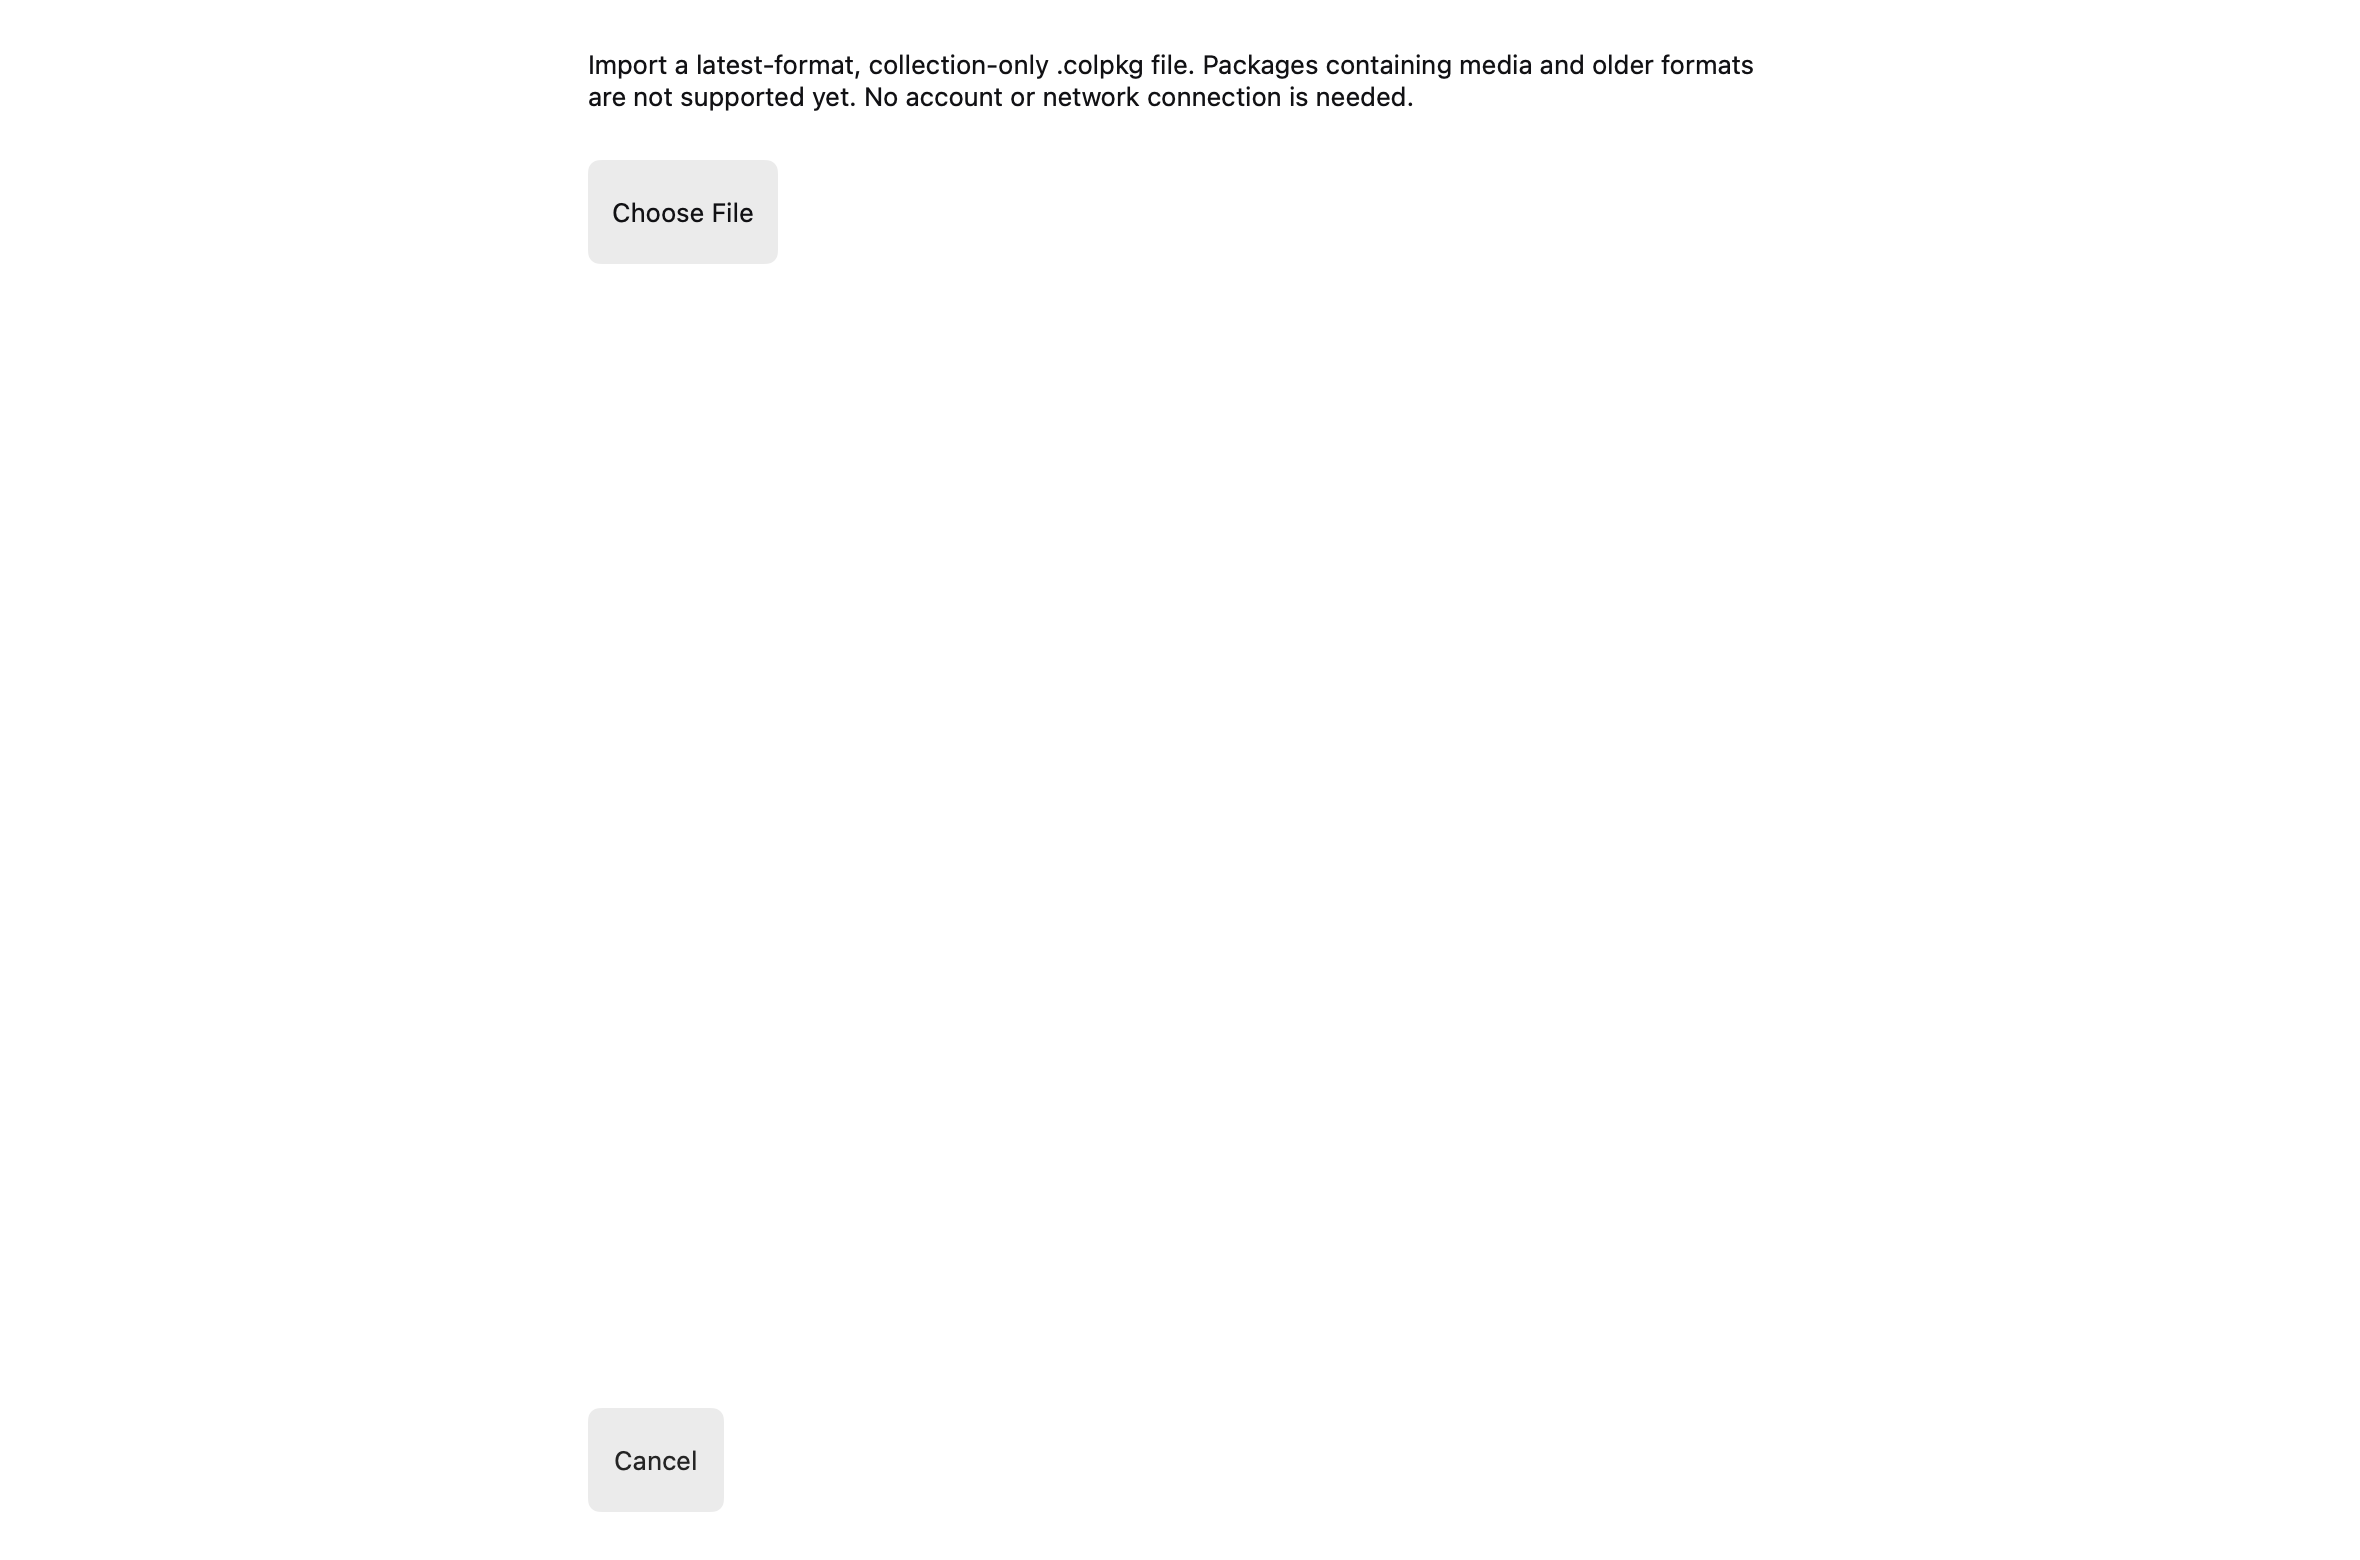 Import a latest-format, collection-only .colpkg file. Packages containing media and older formats
are not supported yet. No account or network connection is needed.
Choose File
Cancel